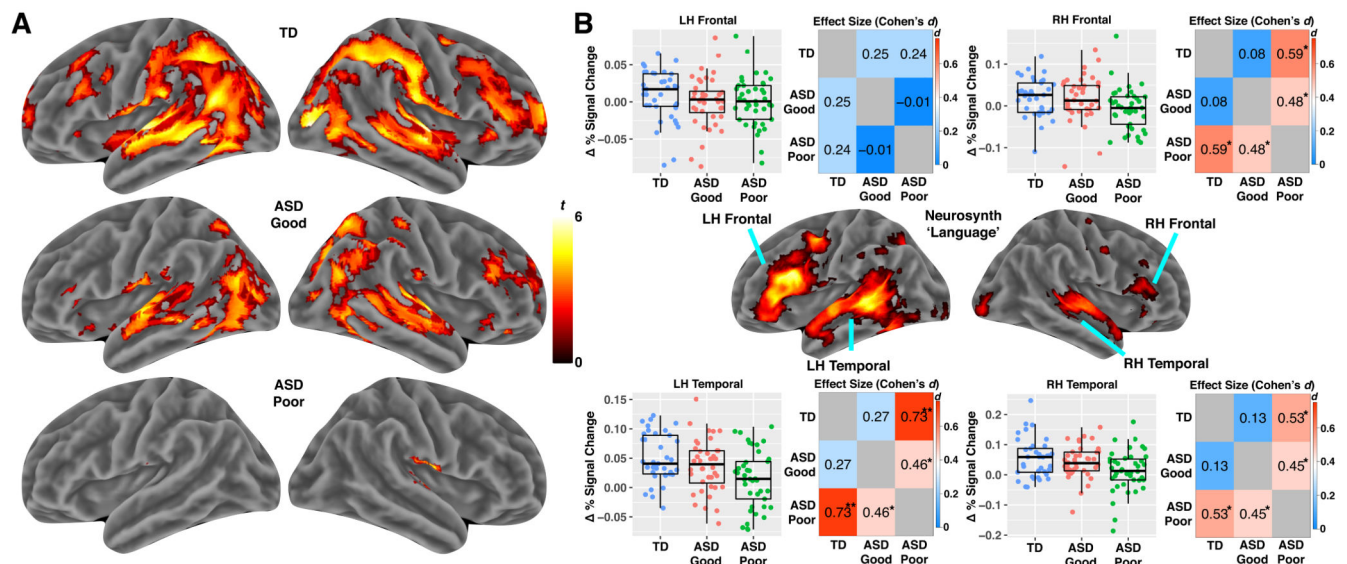 A
TD
ASD
Good
ASD
Poor
t
6
0
B
LH Frontal
Δ % Signal Change
0.05
0.00
−0.05
TD
ASD
Good
ASD
Poor
Effect Size (Cohen's d)
TD
0.25
0.24
ASD
Good
0.25
−0.01
ASD
Poor
0.24
−0.01
TD
ASD
Good
ASD
Poor
d
0.6
0.4
0.2
0
RH Frontal
Δ % Signal Change
0.1
0.0
−0.1
TD
ASD
Good
ASD
Poor
Effect Size (Cohen's d)
TD
0.08
0.59*
ASD
Good
0.08
0.48*
ASD
Poor
0.59*
0.48*
TD
ASD
Good
ASD
Poor
d
0.6
0.4
0.2
0
LH Frontal
Neurosynth
'Language'
RH Frontal
LH Temporal
RH Temporal
LH Temporal
Δ % Signal Change
0.15
0.10
0.05
0.00
−0.05
TD
ASD
Good
ASD
Poor
Effect Size (Cohen's d)
TD
0.27
0.73**
ASD
Good
0.27
0.46*
ASD
Poor
0.73**
0.46*
TD
ASD
Good
ASD
Poor
d
0.6
0.4
0.2
0
RH Temporal
Δ % Signal Change
0.2
0.1
0.0
−0.1
−0.2
TD
ASD
Good
ASD
Poor
Effect Size (Cohen's d)
TD
0.13
0.53*
ASD
Good
0.13
0.45*
ASD
Poor
0.53*
0.45*
TD
ASD
Good
ASD
Poor
d
0.6
0.4
0.2
0